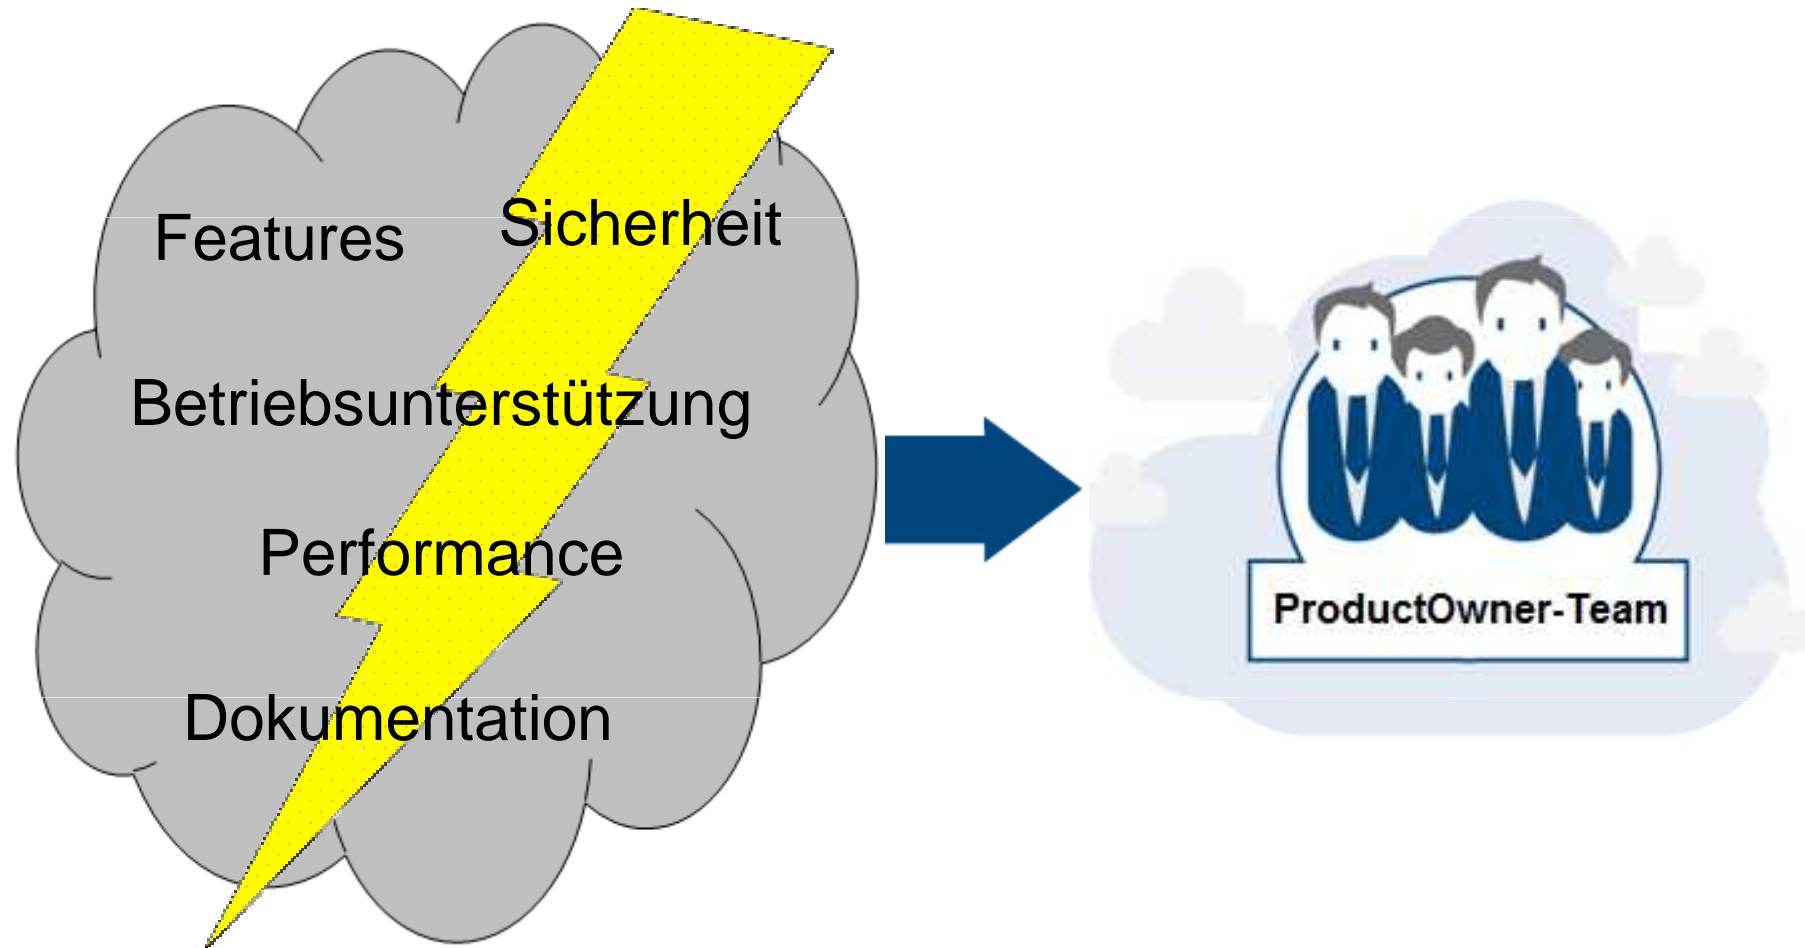 Features
Sicherheit
Betriebsunterstützung
Performance
Dokumentation
ProductOwner-Team